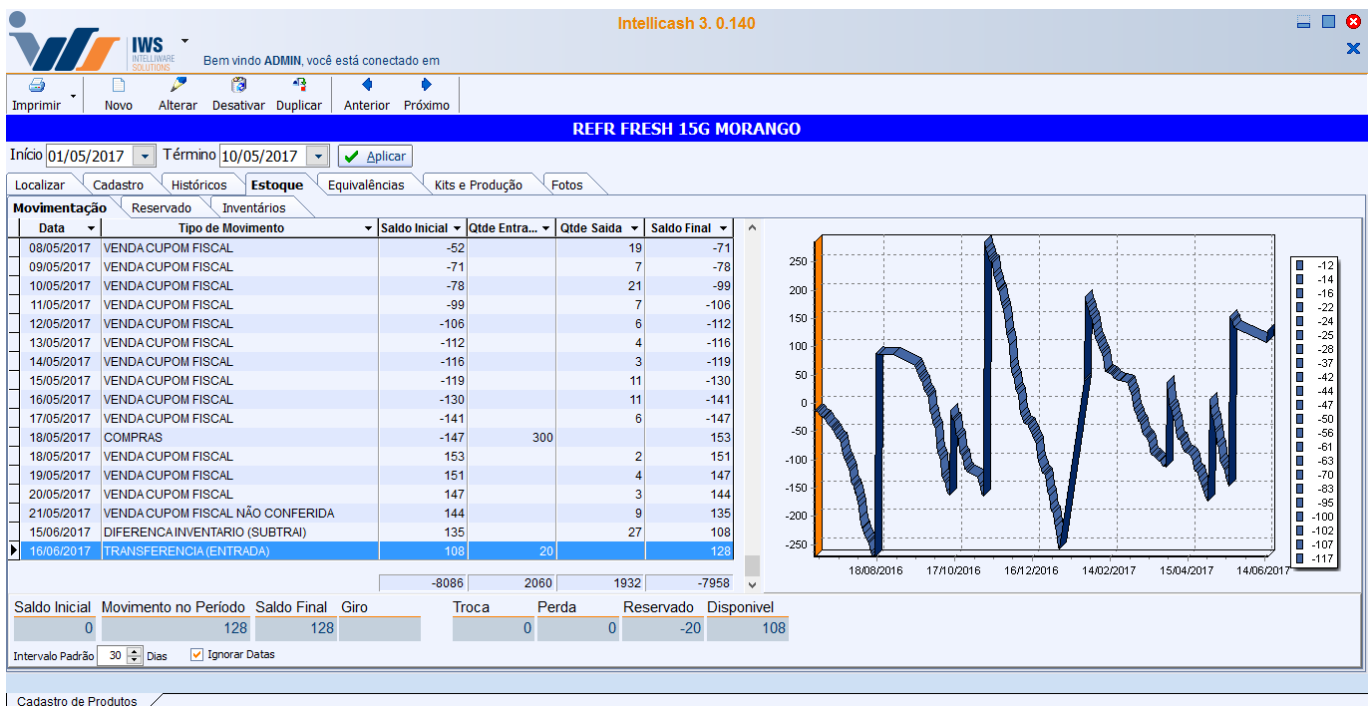 Intellicash 3. 0.140
IWS
INTELLIWARE
SOLUTIONS
Bem vindo ADMIN, você está conectado em
Imprimir Novo Alterar Desativar Duplicar Anterior Próximo
REFR FRESH 15G MORANGO
Início 01/05/2017 Término 10/05/2017 Aplicar
Localizar Cadastro Históricos Estoque Equivalências Kits e Produção Fotos
Movimentação Reservado Inventários
Data Tipo de Movimento Saldo Inicial Qtde Entra... Qtde Saida Saldo Final
08/05/2017 VENDA CUPOM FISCAL -52 19 -71
09/05/2017 VENDA CUPOM FISCAL -71 7 -78
10/05/2017 VENDA CUPOM FISCAL -78 21 -99
11/05/2017 VENDA CUPOM FISCAL -99 7 -106
12/05/2017 VENDA CUPOM FISCAL -106 6 -112
13/05/2017 VENDA CUPOM FISCAL -112 4 -116
14/05/2017 VENDA CUPOM FISCAL -116 3 -119
15/05/2017 VENDA CUPOM FISCAL -119 11 -130
16/05/2017 VENDA CUPOM FISCAL -130 11 -141
17/05/2017 VENDA CUPOM FISCAL -141 6 -147
18/05/2017 COMPRAS -147 300 153
18/05/2017 VENDA CUPOM FISCAL 153 2 151
19/05/2017 VENDA CUPOM FISCAL 151 4 147
20/05/2017 VENDA CUPOM FISCAL 147 3 144
21/05/2017 VENDA CUPOM FISCAL NÃO CONFERIDA 144 9 135
15/06/2017 DIFERENCA INVENTARIO (SUBTRAI) 135 27 108
16/06/2017 TRANSFERENCIA (ENTRADA) 108 20 128
-8086 2060 1932 -7958
250
200
150
100
50
0
-50
-100
-150
-200
-250
18/08/2016 17/10/2016 16/12/2016 14/02/2017 15/04/2017 14/06/2017
-12
-14
-16
-22
-24
-25
-28
-37
-42
-44
-47
-50
-56
-61
-63
-70
-83
-95
-100
-102
-107
-117
Saldo Inicial Movimento no Período Saldo Final Giro Troca Perda Reservado Disponivel
0 128 128 0 0 -20 108
Intervalo Padrão 30 Dias Ignorar Datas
Cadastro de Produtos